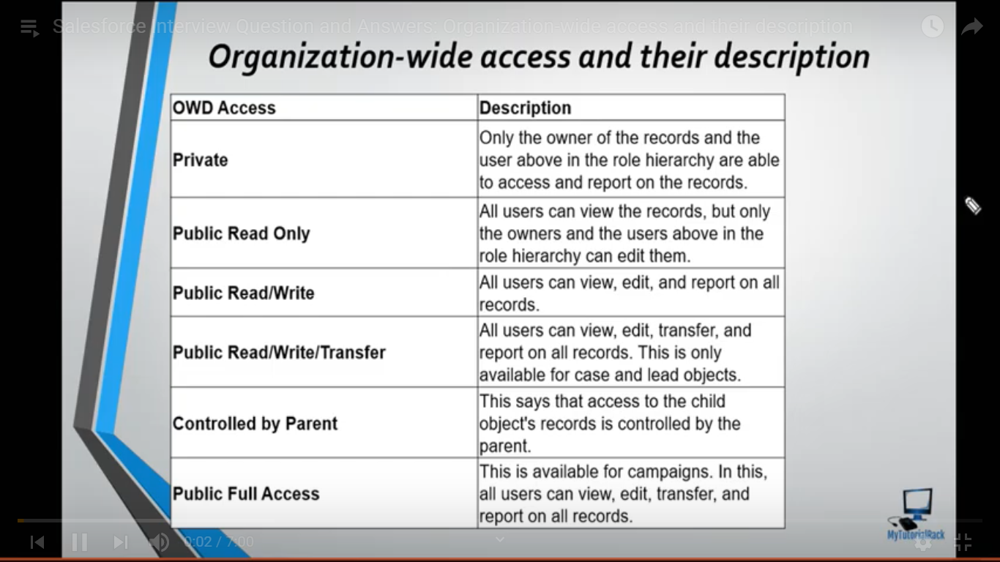 Salesforce Interview Question and Answers: Organization-wide access and their description
Organization-wide access and their description
OWD Access
Description
Private
Only the owner of the records and the
user above in the role hierarchy are able
to access and report on the records.
Public Read Only
All users can view the records, but only
the owners and the users above in the
role hierarchy can edit them.
Public Read/Write
All users can view, edit, and report on all
records.
Public Read/Write/Transfer
All users can view, edit, transfer, and
report on all records. This is only
available for case and lead objects.
Controlled by Parent
This says that access to the child
object's records is controlled by the
parent.
Public Full Access
This is available for campaigns. In this,
all users can view, edit, transfer, and
report on all records.
MyTutorialRack
0:02 / 7:00